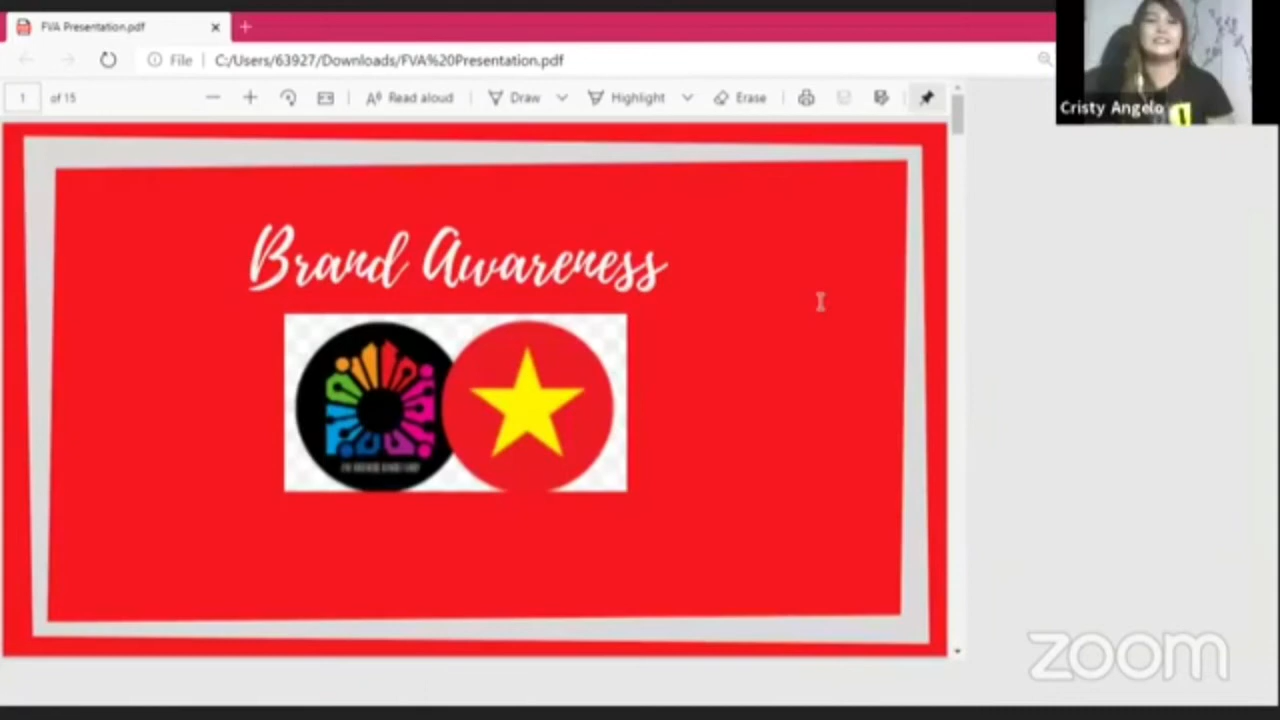 FVA Presentation.pdf
File
C:/Users/63927/Downloads/FVA%20Presentation.pdf
1 of 15
Read aloud
Draw
Highlight
Erase
Cristy Angelo
Brand Awareness
zoom